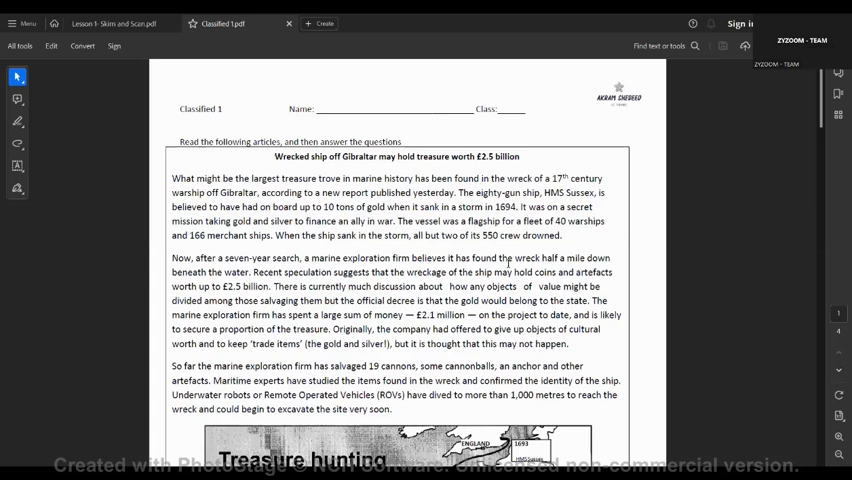 Menu
Lesson 1- Skims and Scan.pdf
Classified 1.pdf
Create
Sign in
All tools
Edit
Convert
Sign
Find text or tools
ZYZOOM - TEAM
ZYZOOM - TEAM
AKRAM SHEDEED
Classified 1 Name: Class:
Read the following articles, and then answer the questions
Wrecked ship off Gibraltar may hold treasure worth £2.5 billion
What might be the largest treasure trove in marine history has been found in the wreck of a 17th century
warship off Gibraltar, according to a new report published yesterday. The eighty-gun ship, HMS Sussex, is
believed to have had on board up to 10 tons of gold when it sank in a storm in 1694. It was on a secret
mission taking gold and silver to finance an ally in war. The vessel was a flagship for a fleet of 40 warships
and 166 merchant ships. When the ship sank in the storm, all but two of its 550 crew drowned.
Now, after a seven-year search, a marine exploration firm believes it has found the wreck half a mile down
beneath the water. Recent speculation suggests that the wreckage of the ship may hold coins and artefacts
worth up to £2.5 billion. There is currently much discussion about how any objects of value might be
divided among those salvaging them but the official decree is that the gold would belong to the state. The
marine exploration firm has spent a large sum of money — £2.1 million — on the project to date, and is likely
to secure a proportion of the treasure. Originally, the company had offered to give up objects of cultural
worth and to keep ‘trade items’ (the gold and silver!), but it is thought that this may not happen.
So far the marine exploration firm has salvaged 19 cannons, some cannonballs, an anchor and other
artefacts. Maritime experts have studied the items found in the wreck and confirmed the identity of the ship.
Underwater robots or Remote Operated Vehicles (ROVs) have dived to more than 1,000 metres to reach the
wreck and could begin to excavate the site very soon.
Treasure hunting
ENGLAND
1693
HMS Sussex
1
4